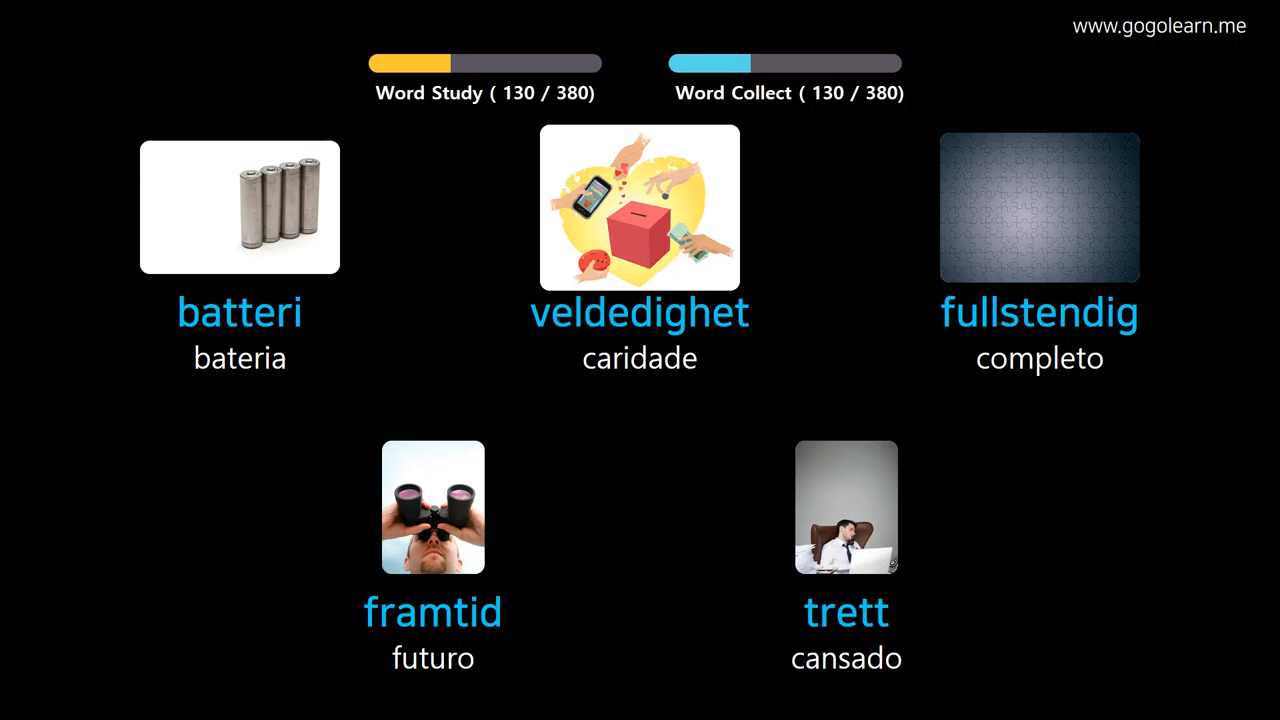 www.gogolearn.me
Word Study ( 130 / 380)
Word Collect ( 130 / 380)
batteri
bateria
veldedighet
caridade
fullstendig
completo
framtid
futuro
trett
cansado